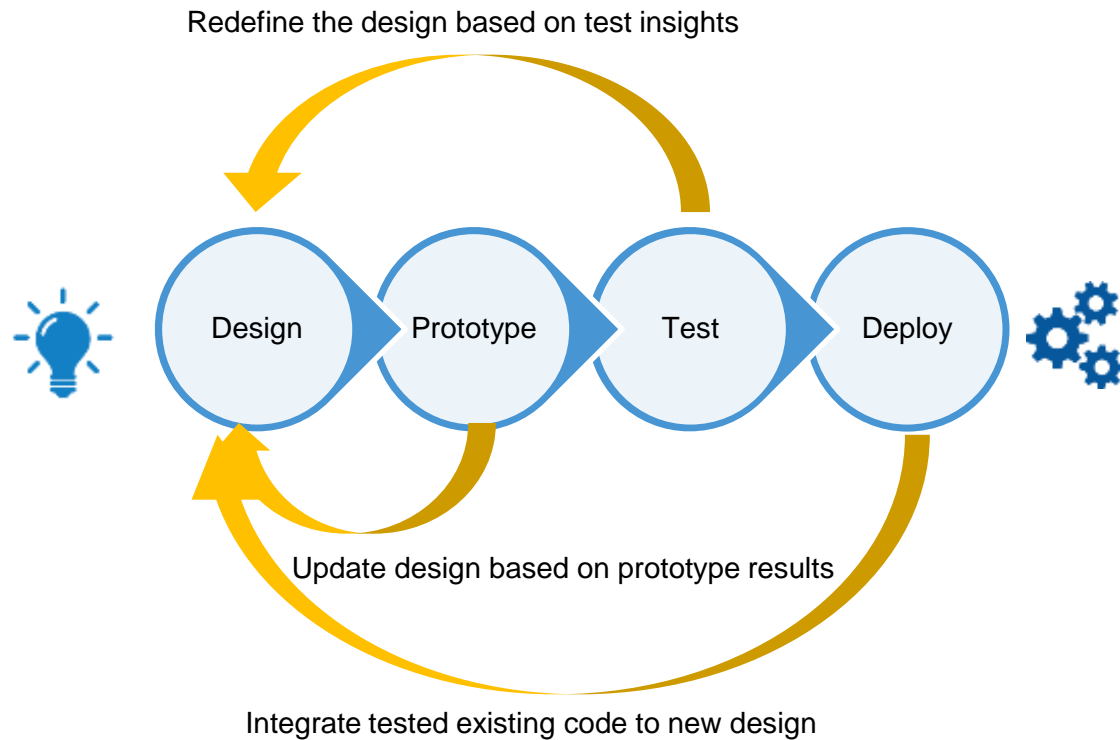 Redefine the design based on test insights
Design
Prototype
Test
Deploy
Update design based on prototype results
Integrate tested existing code to new design